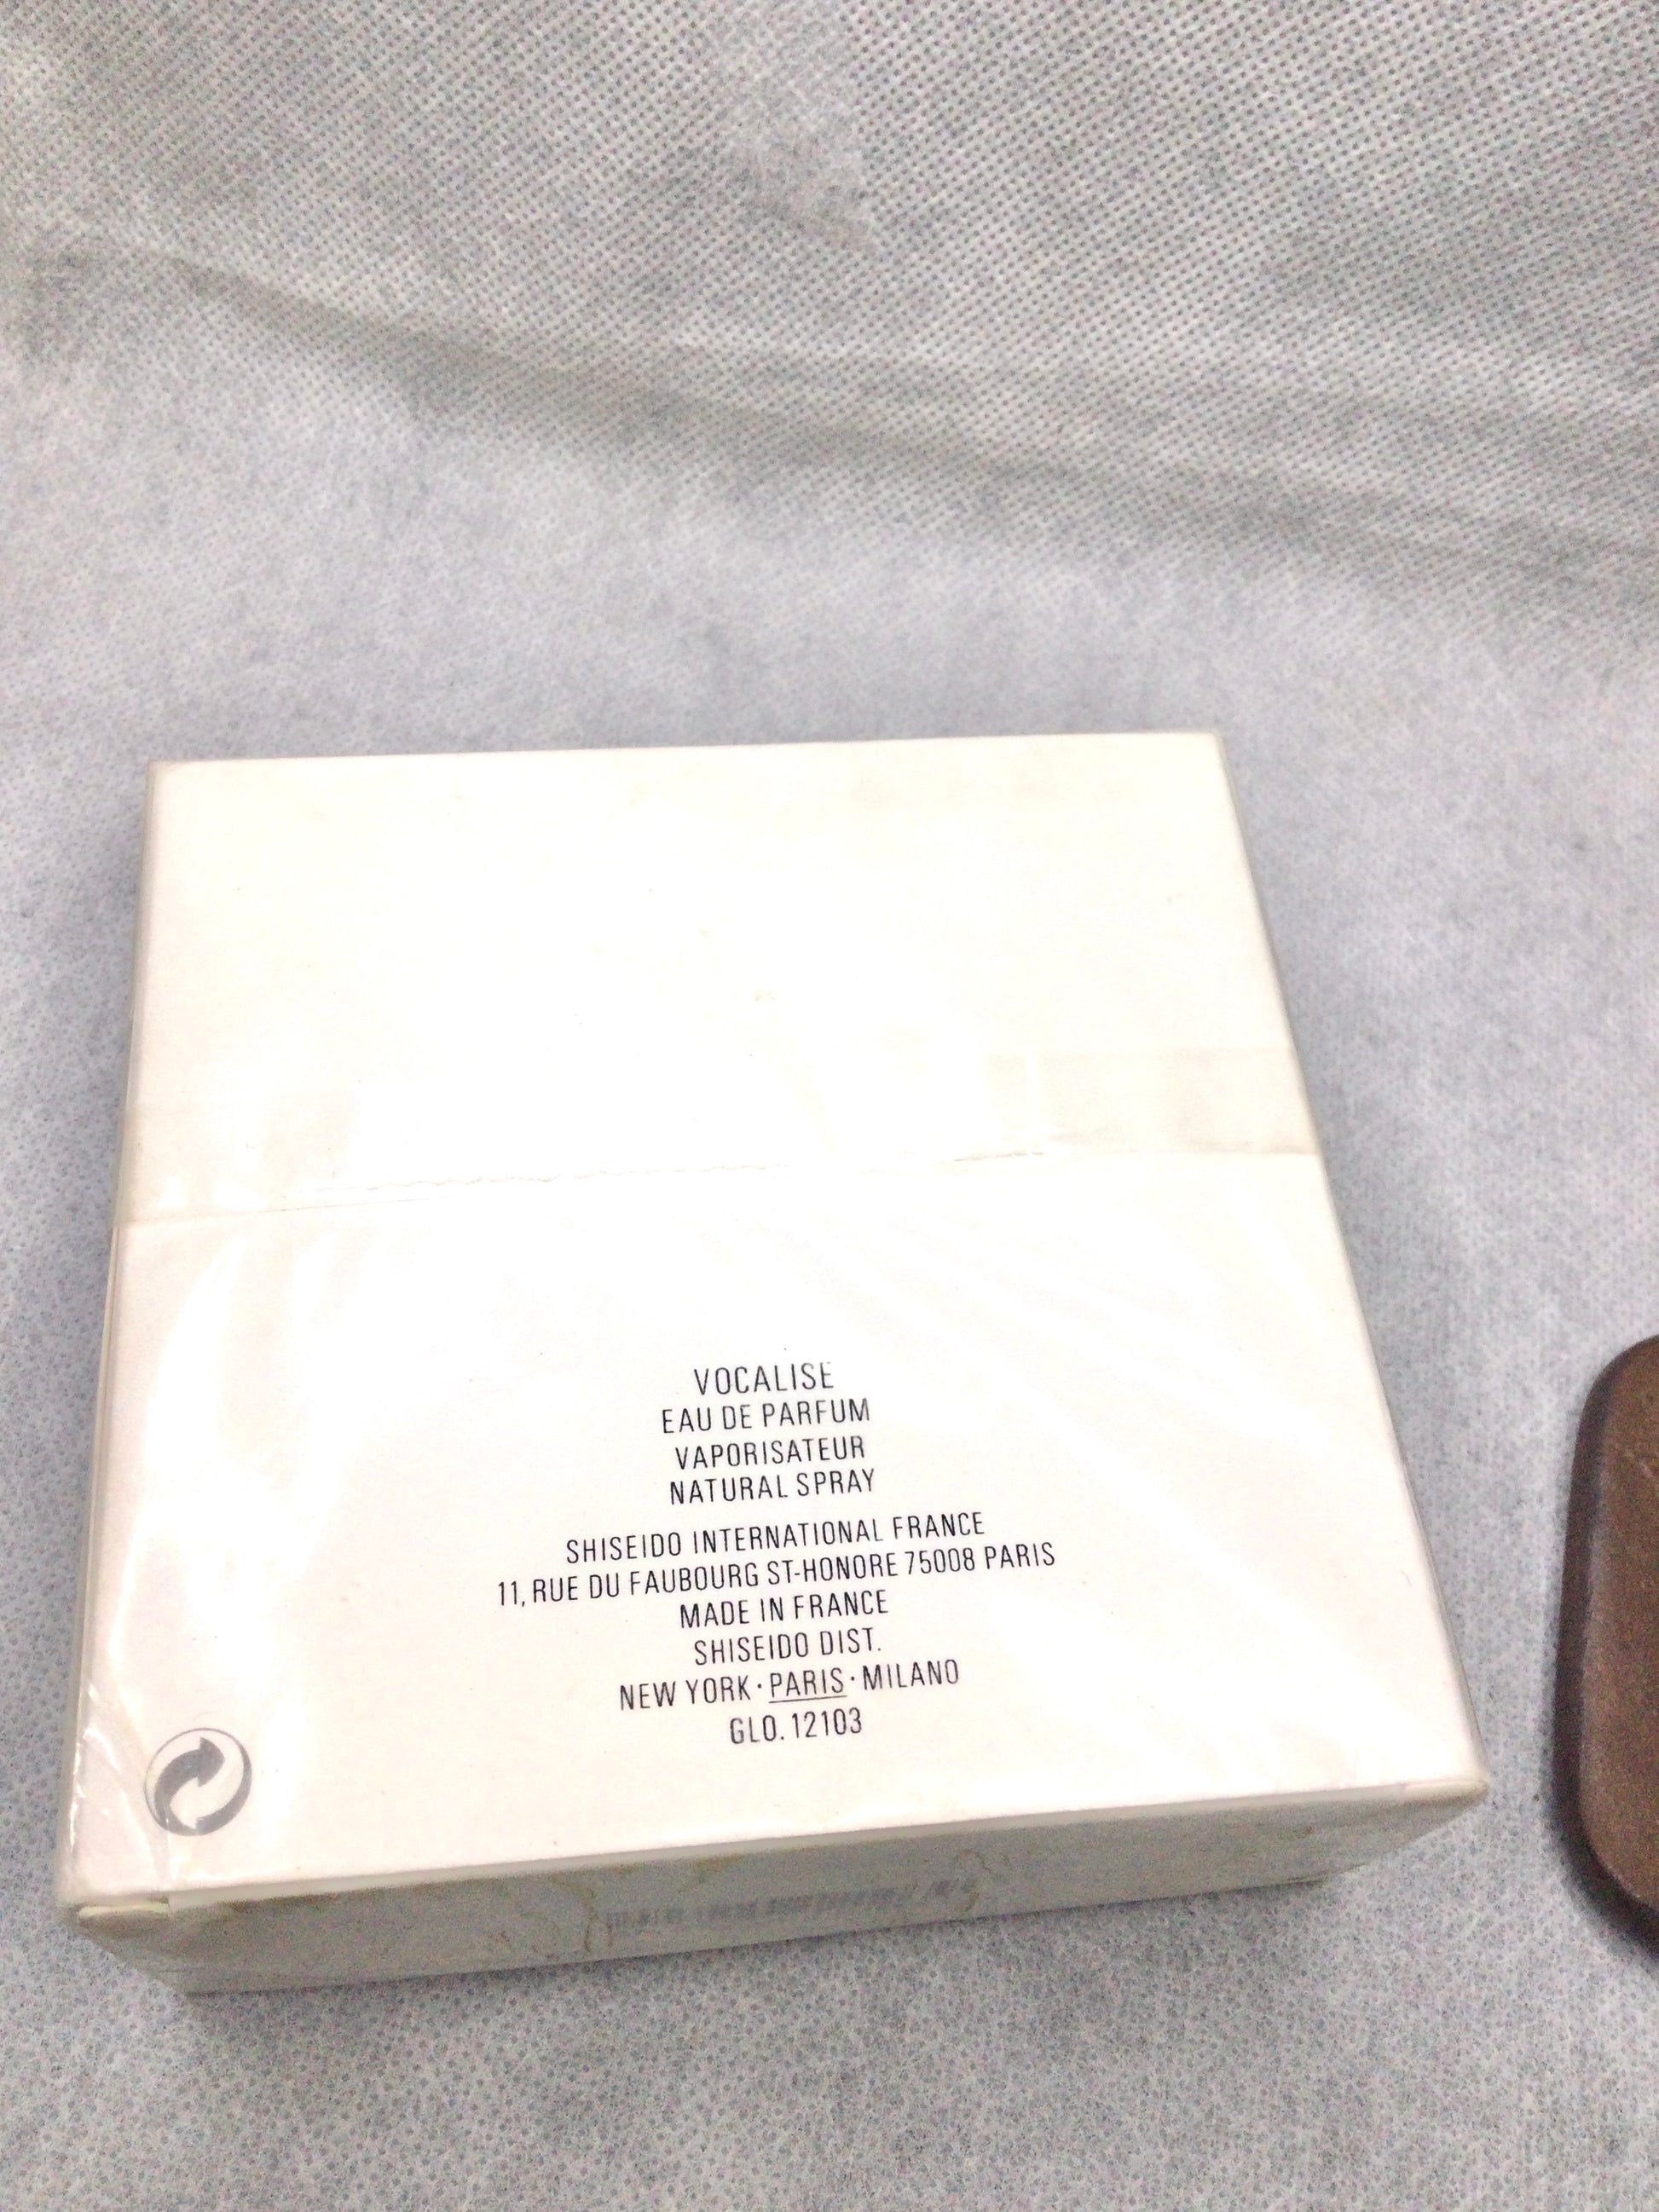 VOCALISE
EAU DE PARFUM
VAPORISATEUR
NATURAL SPRAY
SHISEIDO INTERNATIONAL FRANCE
11, RUE DU FAUBOURG ST-HONORE 75008 PARIS
MADE IN FRANCE
SHISEIDO DIST.
NEW YORK · PARIS · MILANO
GLO. 12103